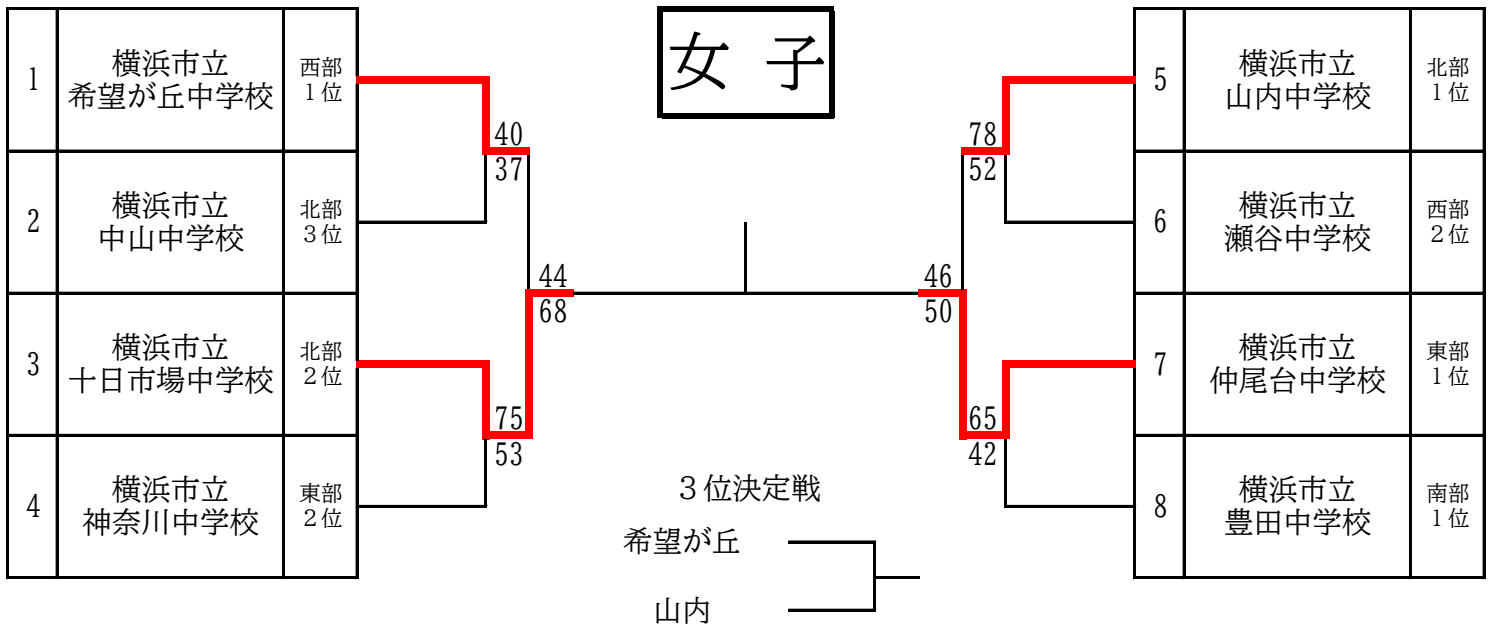 女 子
1
横浜市立
希望が丘中学校
西部
1位
2
横浜市立
中山中学校
北部
3位
3
横浜市立
十日市場中学校
北部
2位
4
横浜市立
神奈川中学校
東部
2位
40
37
75
53
44
68
78
52
65
42
46
50
5
横浜市立
山内中学校
北部
1位
6
横浜市立
瀬谷中学校
西部
2位
7
横浜市立
仲尾台中学校
東部
1位
8
横浜市立
豊田中学校
南部
1位
3位決定戦
希望が丘
山内